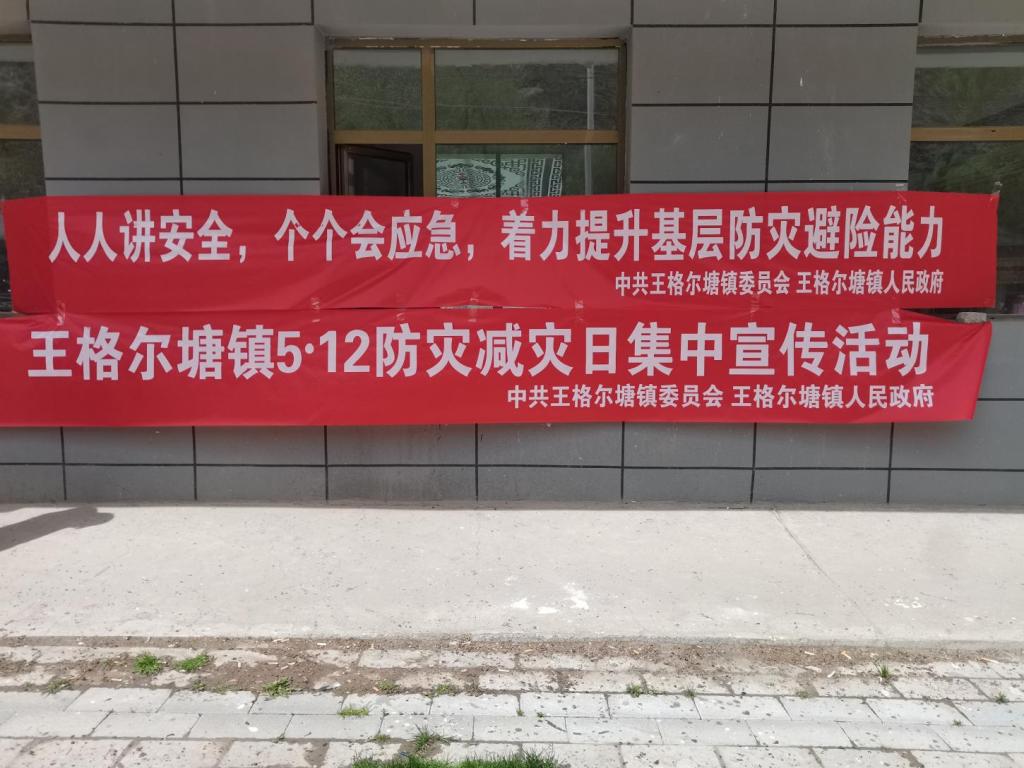 人人讲安全，个个会应急，着力提升基层防灾避险能力
中共王格尔塘镇委员会 王格尔塘镇人民政府
王格尔塘镇5·12防灾减灾日集中宣传活动
中共王格尔塘镇委员会 王格尔塘镇人民政府